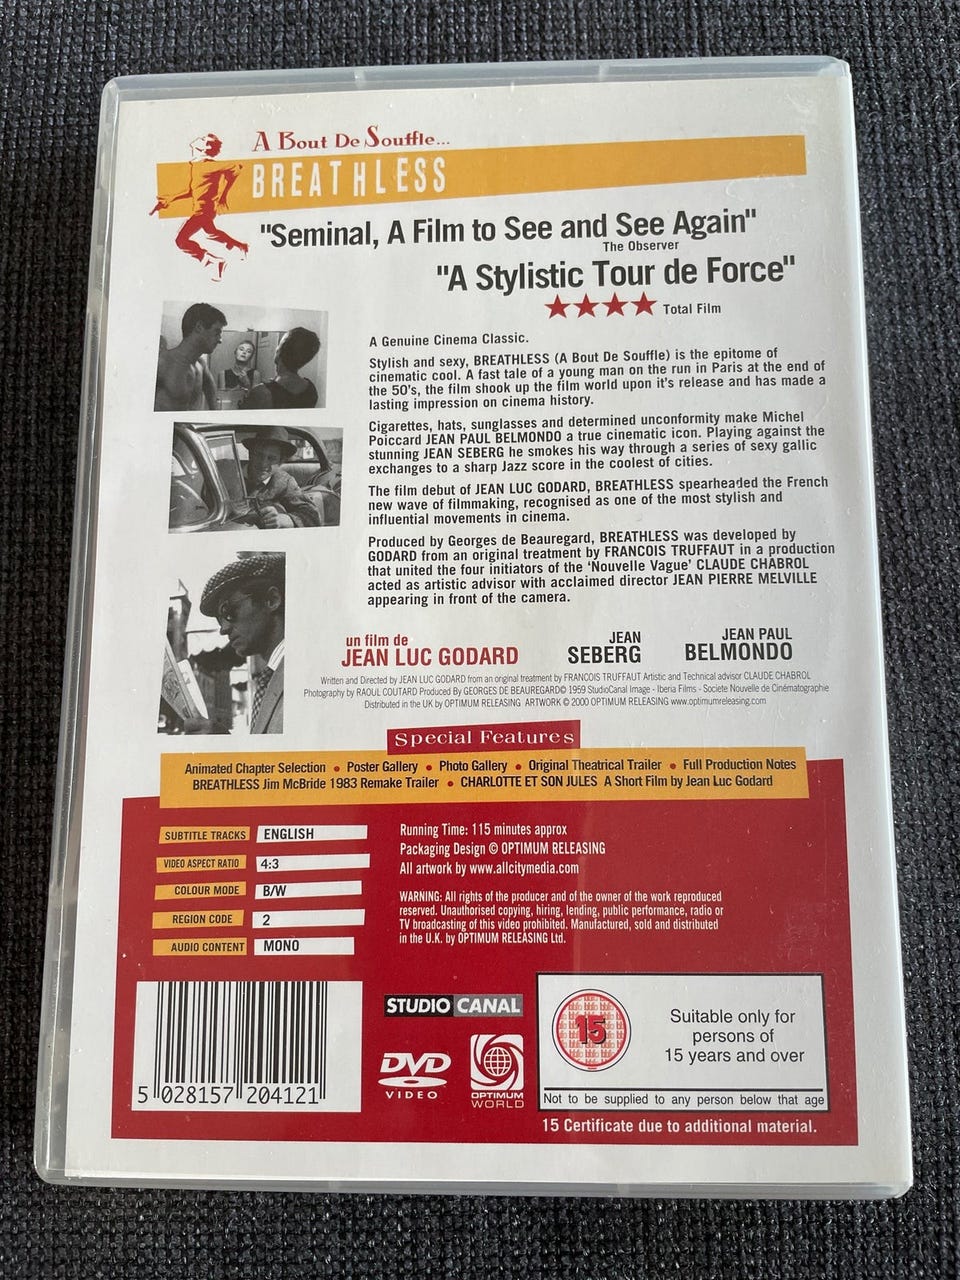 A Bout De Souffle...
BREATHLESS
"Seminal, A Film to See and See Again"
The Observer
"A Stylistic Tour de Force"
★★★★ Total Film
A Genuine Cinema Classic.
Stylish and sexy, BREATHLESS (A Bout De Souffle) is the epitome of
cinematic cool. A fast tale of a young man on the run in Paris at the end of
the 50's, the film shook up the film world upon it's release and has made a
lasting impression on cinema history.
Cigarettes, hats, sunglasses and determined unconformity make Michel
Poiccard JEAN PAUL BELMONDO a true cinematic icon. Playing against the
stunning JEAN SEBERG he smokes his way through a series of sexy gallic
exchanges to a sharp Jazz score in the coolest of cities.
The film debut of JEAN LUC GODARD, BREATHLESS spearheaded the French
new wave of filmmaking, recognised as one of the most stylish and
influential movements in cinema.
Produced by Georges de Beauregard, BREATHLESS was developed by
GODARD from an original treatment by FRANCOIS TRUFFAUT in a production
that united the four initiators of the 'Nouvelle Vague' CLAUDE CHABROL
acted as artistic advisor with acclaimed director JEAN PIERRE MELVILLE
appearing in front of the camera.
un film de
JEAN LUC GODARD
JEAN
SEBERG
JEAN PAUL
BELMONDO
Written and Directed by JEAN LUC GODARD from an original treatment by FRANCOIS TRUFFAUT Artistic and Technical advisor CLAUDE CHABROL
Photography by RAOUL COUTARD Produced By GEORGES DE BEAUREGARD© 1959 StudioCanal Image - Iberia Films - Societe Nouvelle de Cinématographie
Distributed in the UK by OPTIMUM RELEASING ARTWORK © 2000 OPTIMUM RELEASING www.optimumreleasing.com
Special Features
Animated Chapter Selection • Poster Gallery • Photo Gallery • Original Theatrical Trailer • Full Production Notes
BREATHLESS Jim McBride 1983 Remake Trailer • CHARLOTTE ET SON JULES A Short Film by Jean Luc Godard
SUBTITLE TRACKS ENGLISH
VIDEO ASPECT RATIO 4:3
COLOUR MODE B/W
REGION CODE 2
AUDIO CONTENT MONO
Running Time: 115 minutes approx
Packaging Design © OPTIMUM RELEASING
All artwork by www.allcitymedia.com
WARNING: All rights of the producer and of the owner of the work reproduced
reserved. Unauthorised copying, hiring, lending, public performance, radio or
TV broadcasting of this video prohibited. Manufactured, sold and distributed
in the U.K. by OPTIMUM RELEASING Ltd.
5 028157 204121
STUDIO CANAL
DVD
VIDEO
OPTIMUM
WORLD
15
Suitable only for
persons of
15 years and over
Not to be supplied to any person below that age
15 Certificate due to additional material.